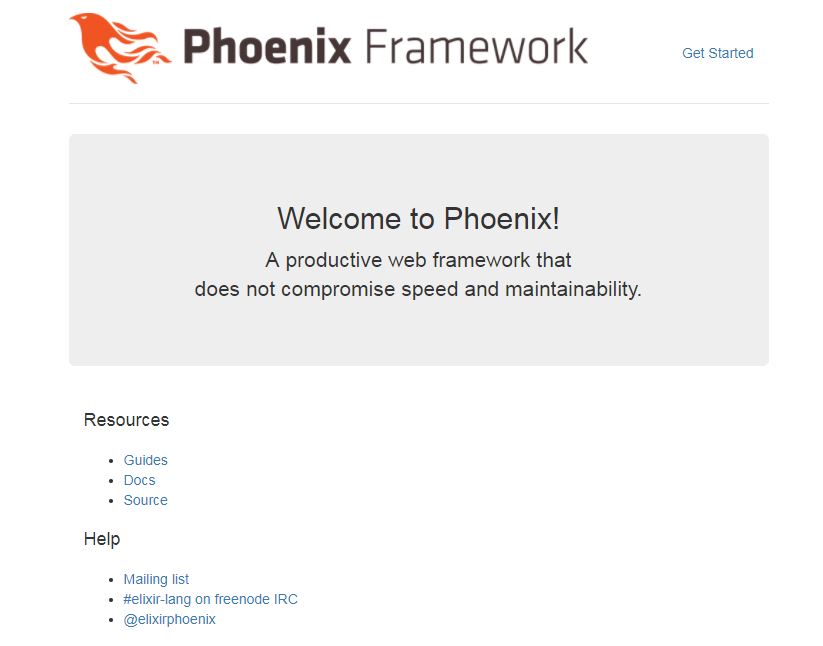 Phoenix Framework
TM
Get Started
Welcome to Phoenix!
A productive web framework that
does not compromise speed and maintainability.
Resources
Guides
Docs
Source
Help
Mailing list
#elixir-lang on freenode IRC
@elixirphoenix